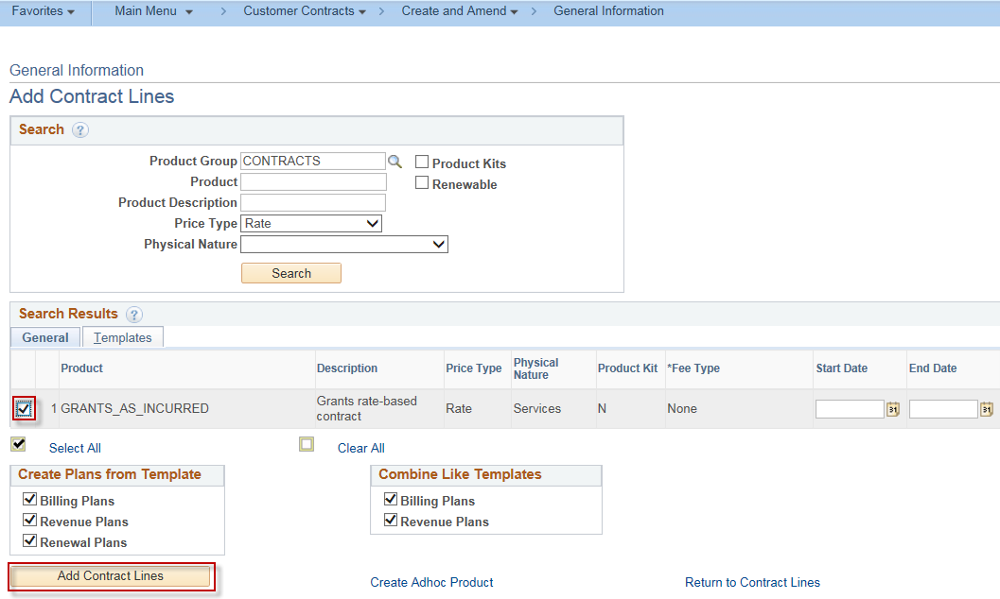 Favorites Main Menu > Customer Contracts > Create and Amend > General Information
General Information
Add Contract Lines
Search ?
Product Group CONTRACTS Product Kits
Product Renewable
Product Description
Price Type Rate
Physical Nature
Search
Search Results ?
General Templates
Product Description Price Type Physical Nature Product Kit *Fee Type Start Date End Date
1 GRANTS_AS_INCURRED Grants rate-based contract Rate Services N None 31 31
Select All Clear All
Create Plans from Template Combine Like Templates
Billing Plans Billing Plans
Revenue Plans Revenue Plans
Renewal Plans
Add Contract Lines Create Adhoc Product Return to Contract Lines